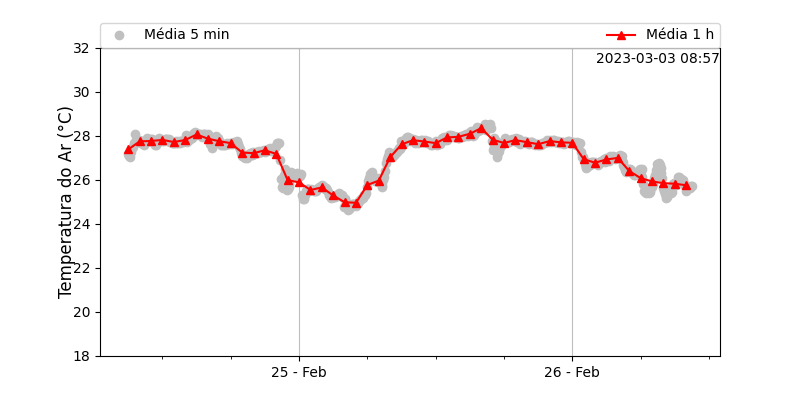 Média 5 min
Média 1 h
2023-03-03 08:57
Temperatura do Ar (°C)
32
30
28
26
24
22
20
18
25 - Feb
26 - Feb